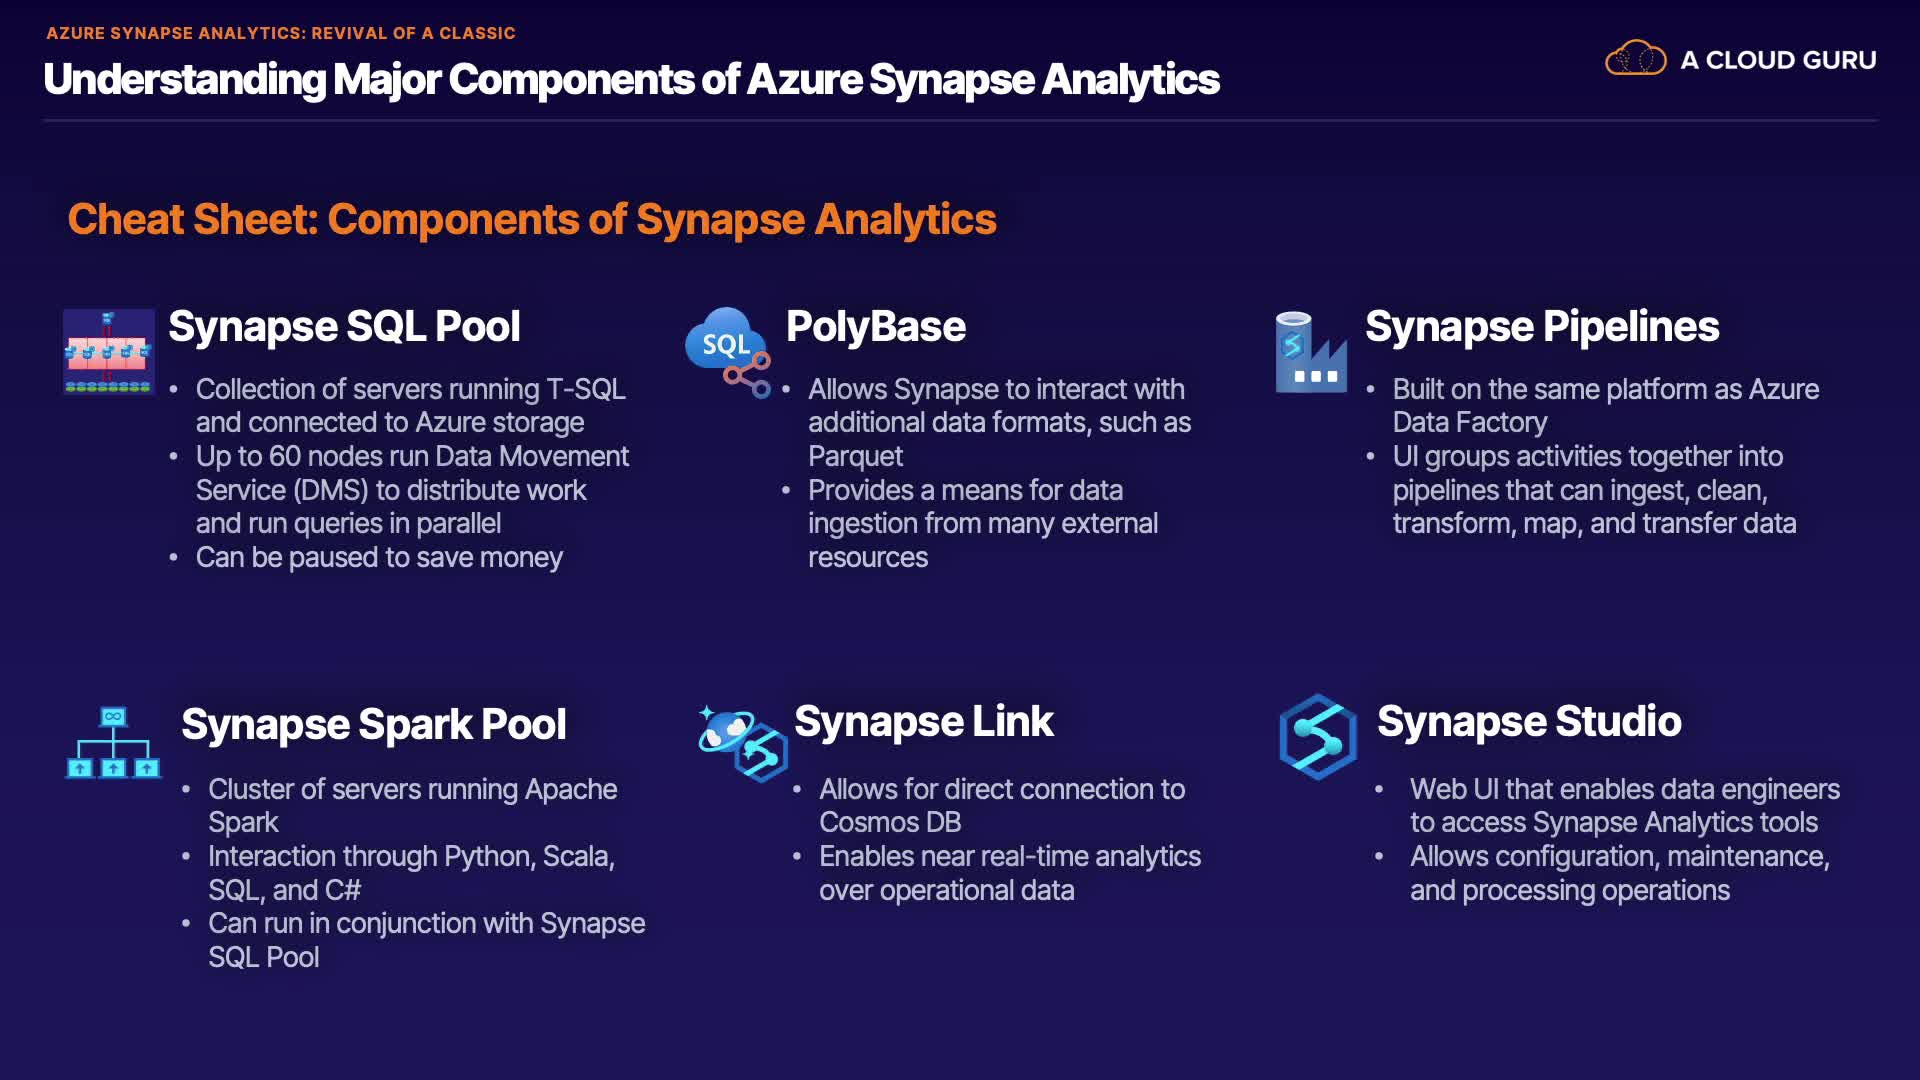 AZURE SYNAPSE ANALYTICS: REVIVAL OF A CLASSIC
Understanding Major Components of Azure Synapse Analytics
A CLOUD GURU
Cheat Sheet: Components of Synapse Analytics
Synapse SQL Pool
• Collection of servers running T-SQL
and connected to Azure storage
• Up to 60 nodes run Data Movement
Service (DMS) to distribute work
and run queries in parallel
• Can be paused to save money
SQL
PolyBase
• Allows Synapse to interact with
additional data formats, such as
Parquet
• Provides a means for data
ingestion from many external
resources
Synapse Pipelines
• Built on the same platform as Azure
Data Factory
• UI groups activities together into
pipelines that can ingest, clean,
transform, map, and transfer data
Synapse Spark Pool
• Cluster of servers running Apache
Spark
• Interaction through Python, Scala,
SQL, and C#
• Can run in conjunction with Synapse
SQL Pool
Synapse Link
• Allows for direct connection to
Cosmos DB
• Enables near real-time analytics
over operational data
Synapse Studio
• Web UI that enables data engineers
to access Synapse Analytics tools
• Allows configuration, maintenance,
and processing operations